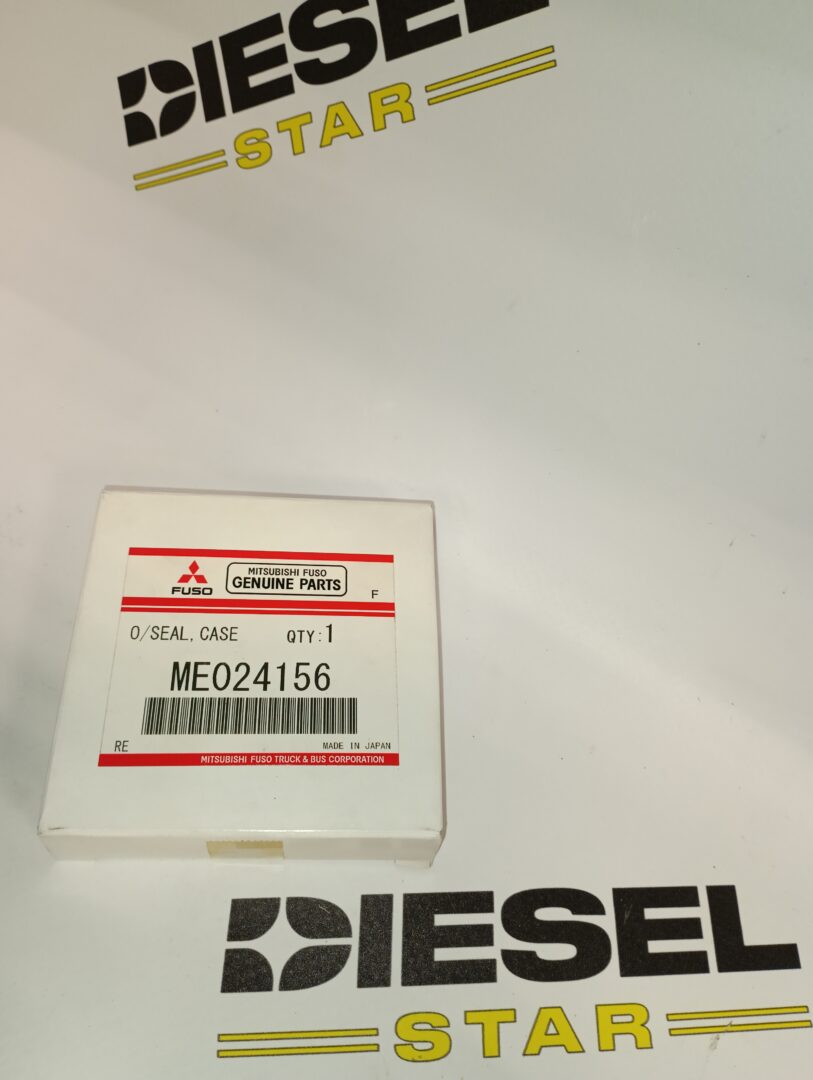 DIESEL
STAR
FUSO
MITSUBISHI FUSO
GENUINE PARTS
F
O/SEAL, CASE QTY:1
ME024156
RE MADE IN JAPAN
MITSUBISHI FUSO TRUCK & BUS CORPORATION
DIESEL
STAR